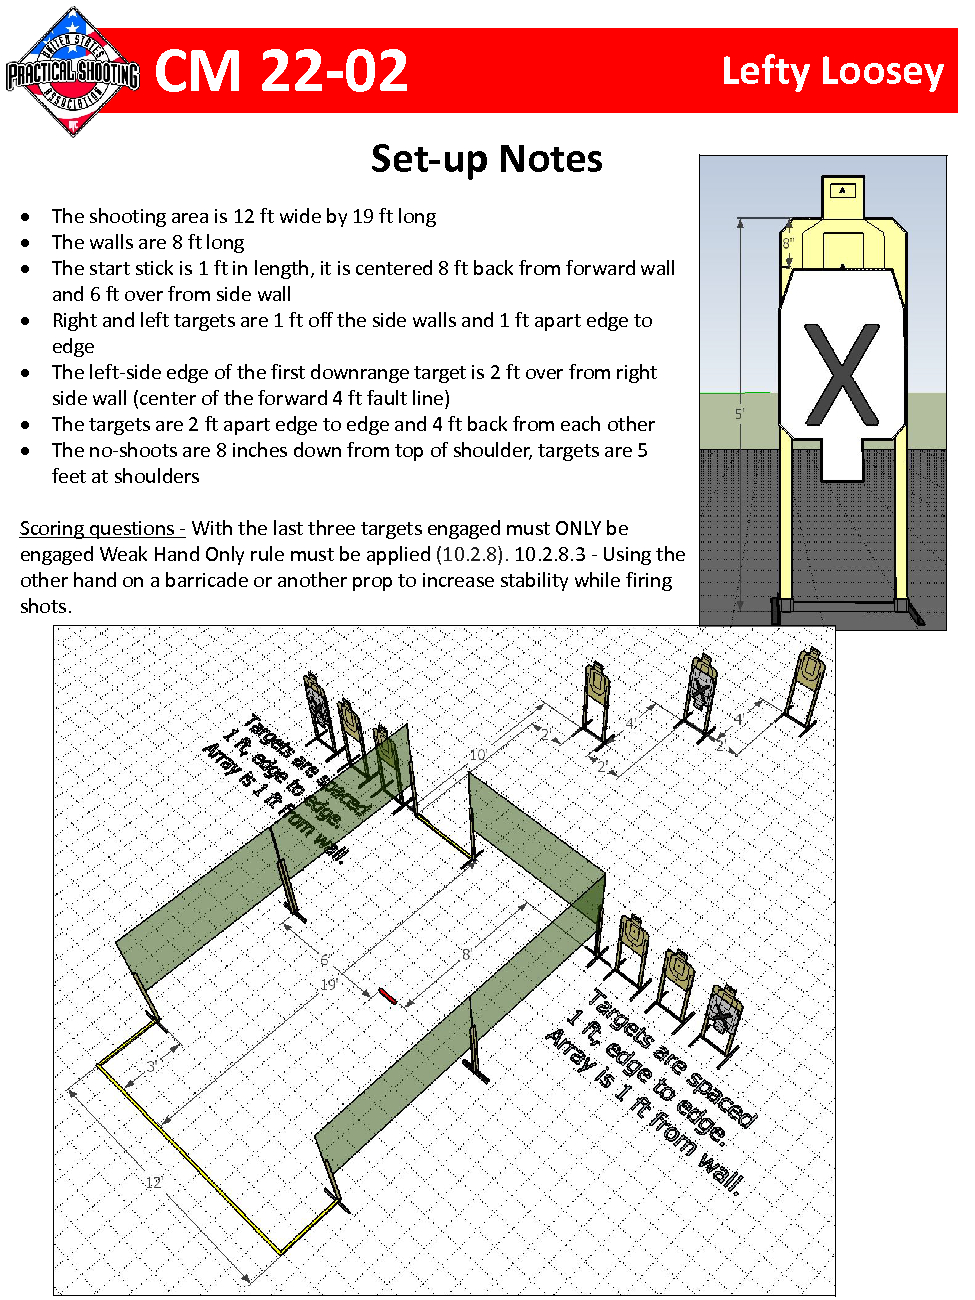 UNITED STATES
PRACTICAL SHOOTING
ASSOCIATION
CM 22-02
Lefty Loosey
Set-up Notes
• The shooting area is 12 ft wide by 19 ft long
• The walls are 8 ft long
• The start stick is 1 ft in length, it is centered 8 ft back from forward wall
and 6 ft over from side wall
• Right and left targets are 1 ft off the side walls and 1 ft apart edge to
edge
• The left-side edge of the first downrange target is 2 ft over from right
side wall (center of the forward 4 ft fault line)
• The targets are 2 ft apart edge to edge and 4 ft back from each other
• The no-shoots are 8 inches down from top of shoulder, targets are 5
feet at shoulders
Scoring questions - With the last three targets engaged must ONLY be
engaged Weak Hand Only rule must be applied (10.2.8). 10.2.8.3 - Using the
other hand on a barricade or another prop to increase stability while firing
shots.
A
8"
A
X
5'
Targets are spaced
1 ft, edge to edge.
Array is 1 ft from wall.
10'
2'
4'
2'
4'
2'
X
6'
19'
8'
3'
12'
X
Targets are spaced
1 ft, edge to edge.
Array is 1 ft from wall.